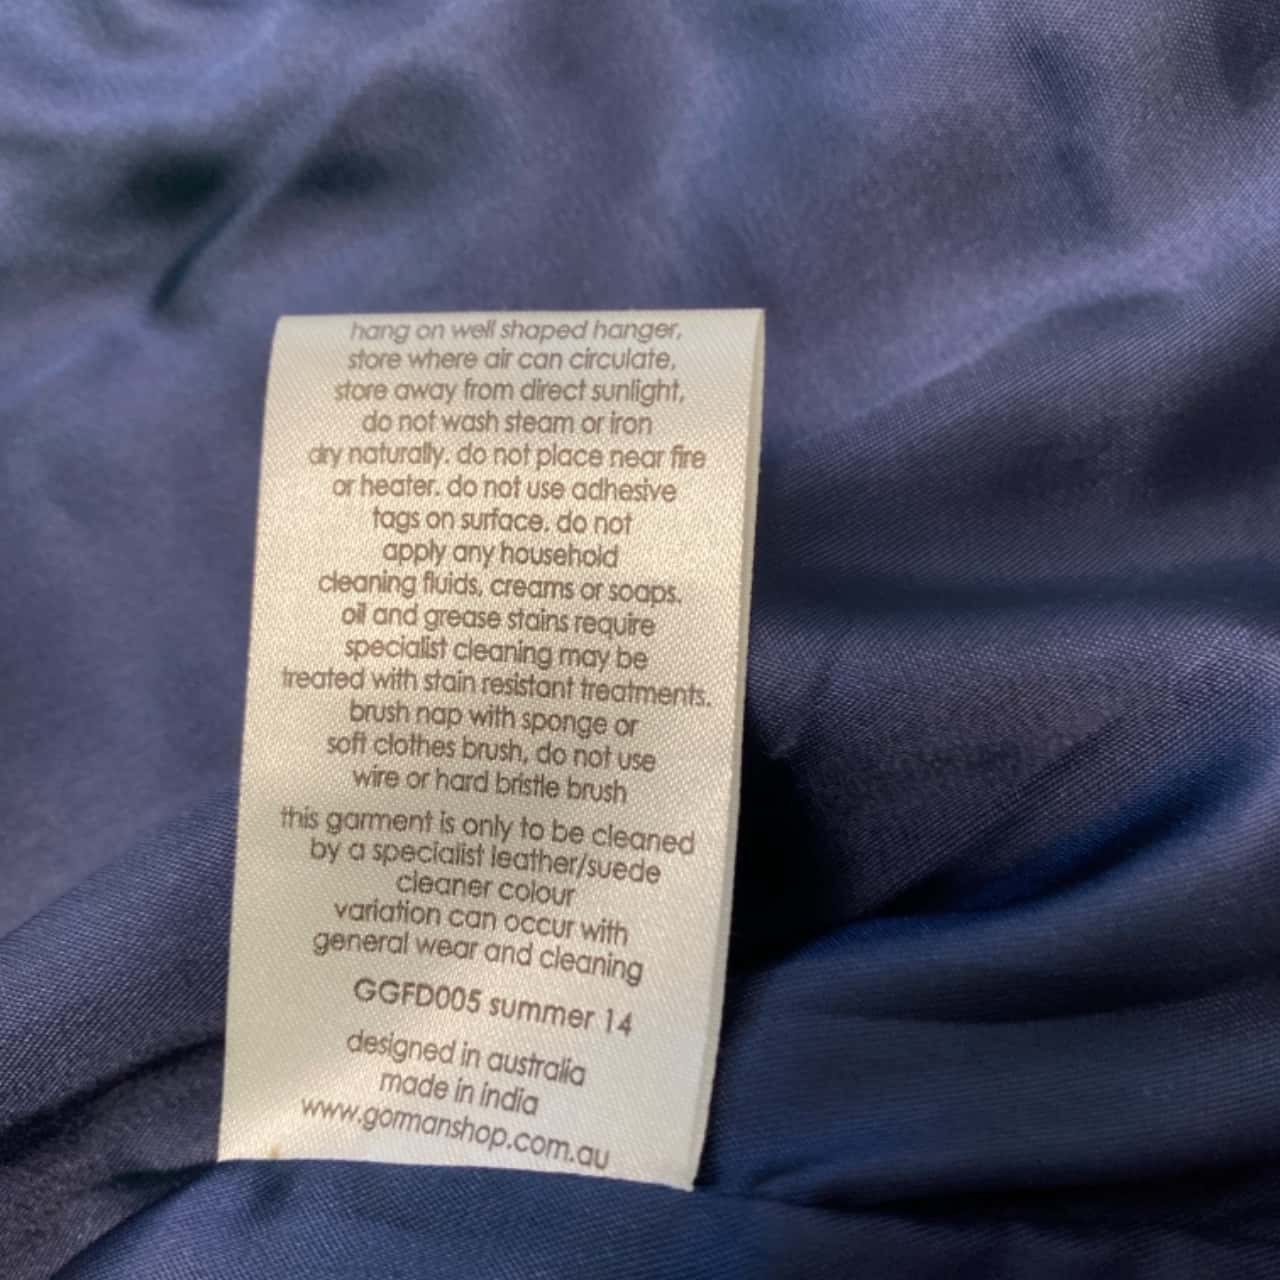 hang on well shaped hanger,
store where air can circulate,
store away from direct sunlight,
do not wash steam or iron
dry naturally. do not place near fire
or heater. do not use adhesive
tags on surface. do not
apply any household
cleaning fluids, creams or soaps.
oil and grease stains require
specialist cleaning may be
treated with stain resistant treatments.
brush nap with sponge or
soft clothes brush, do not use
wire or hard bristle brush
this garment is only to be cleaned
by a specialist leather/suede
cleaner colour
variation can occur with
general wear and cleaning
GGFD005 summer 14
designed in australia
made in india
www.gormanshop.com.au